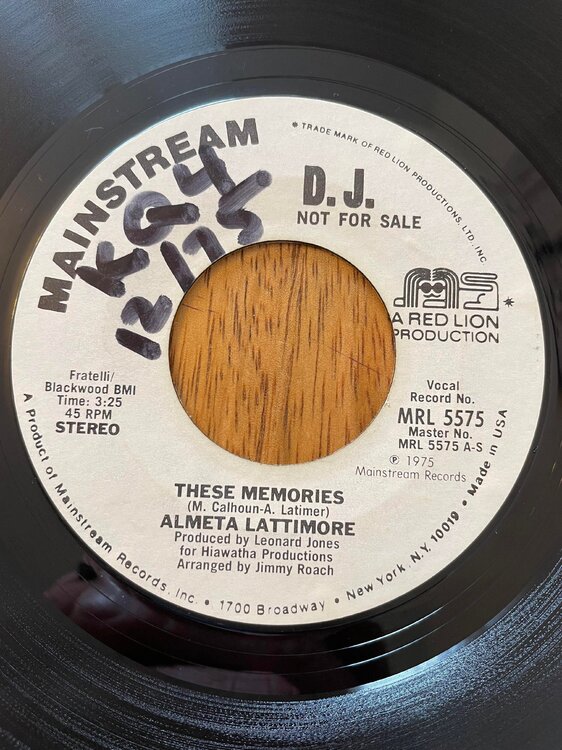 MAINSTREAM
* TRADE MARK OF RED LION PRODUCTIONS, LTD., INC.
D.J.
NOT FOR SALE
12/75
A RED LION
PRODUCTION
*
Fratelli/
Blackwood BMI
Time: 3:25
45 RPM
STEREO
Vocal
Record No.
MRL 5575
Master No.
MRL 5575 A-S
Ⓟ 1975
Mainstream Records
THESE MEMORIES
(M. Calhoun-A. Latimer)
ALMETA LATTIMORE
Produced by Leonard Jones
for Hiawatha Productions
Arranged by Jimmy Roach
A Product of Mainstream Records, Inc. • 1700 Broadway • New York, N.Y. 10019 • Made in USA